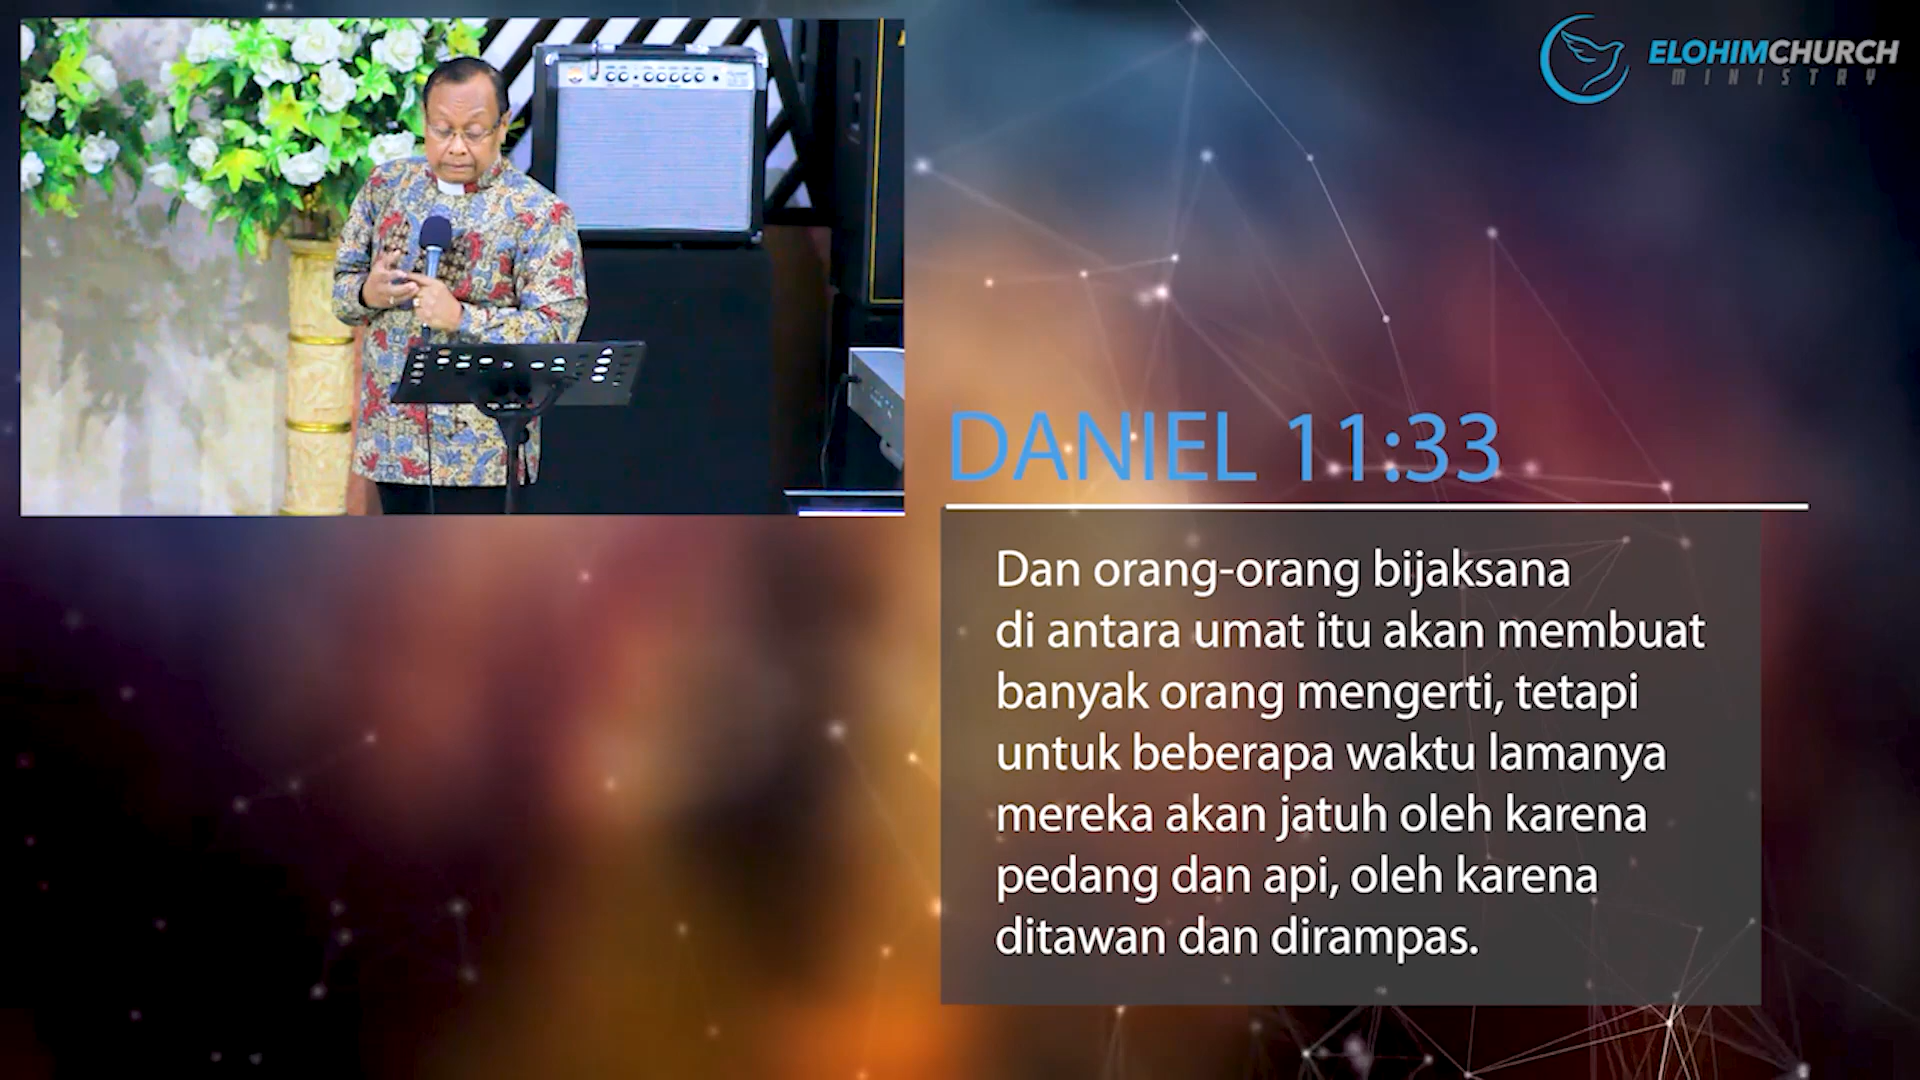 ELOHIMCHURCH
MINISTRY
DANIEL 11:33
Dan orang-orang bijaksana
di antara umat itu akan membuat
banyak orang mengerti, tetapi
untuk beberapa waktu lamanya
mereka akan jatuh oleh karena
pedang dan api, oleh karena
ditawan dan dirampas.